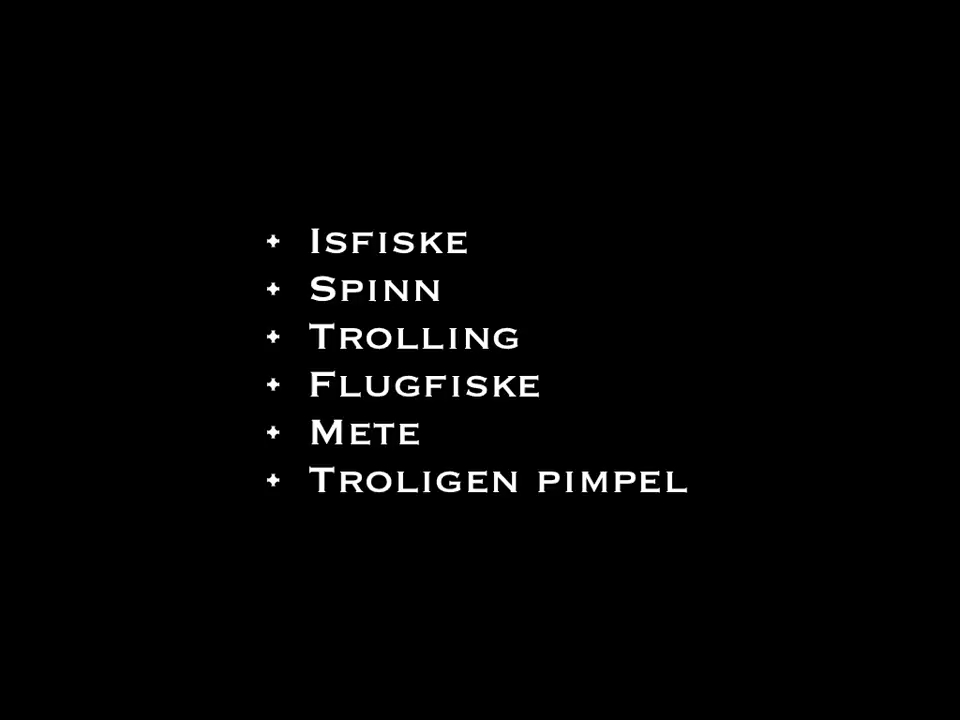 Isfiske
Spinn
Trolling
Flugfiske
Mete
Troligen pimpel